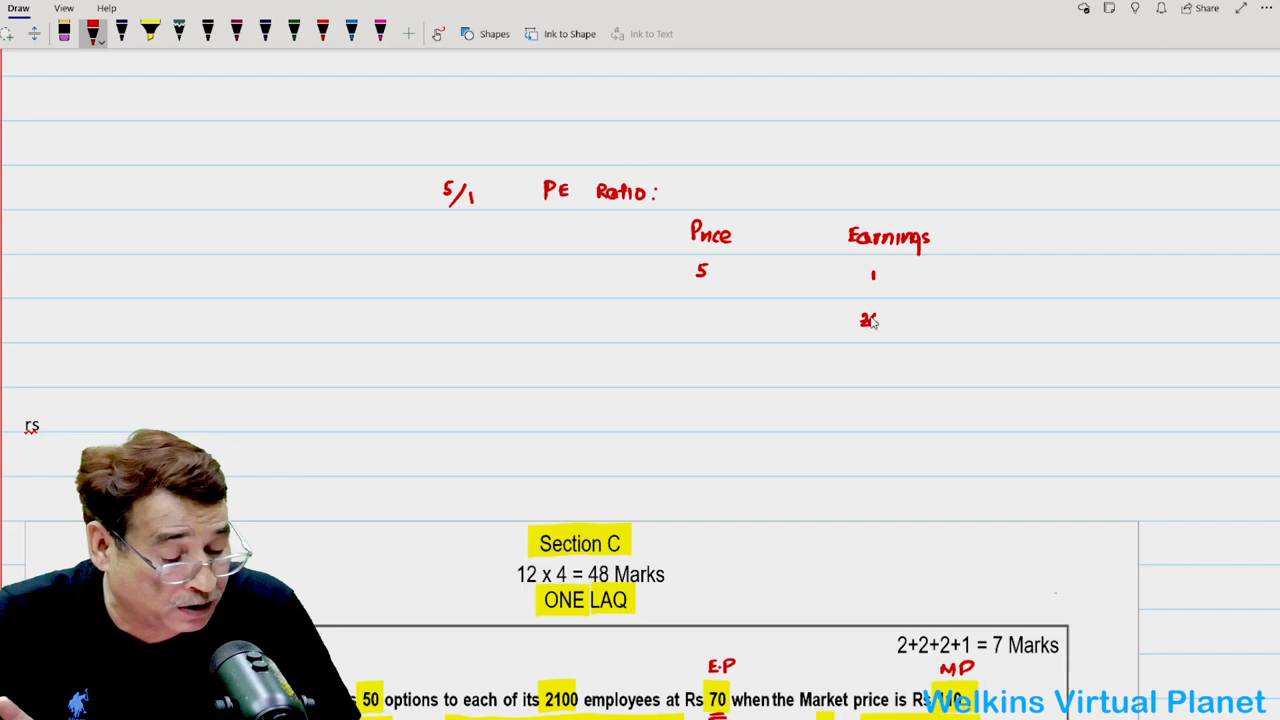 Draw View Help
Share
Shapes Ink to Shape Ink to Text
5/1 PE Ratio:
Price Earnings
5 1
rs
Section C
12 x 4 = 48 Marks
ONE LAQ
2+2+2+1 = 7 Marks
E.P MP
50 options to each of its 2100 employees at Rs 70 when the Market price is Rs
Welkins Virtual Planet